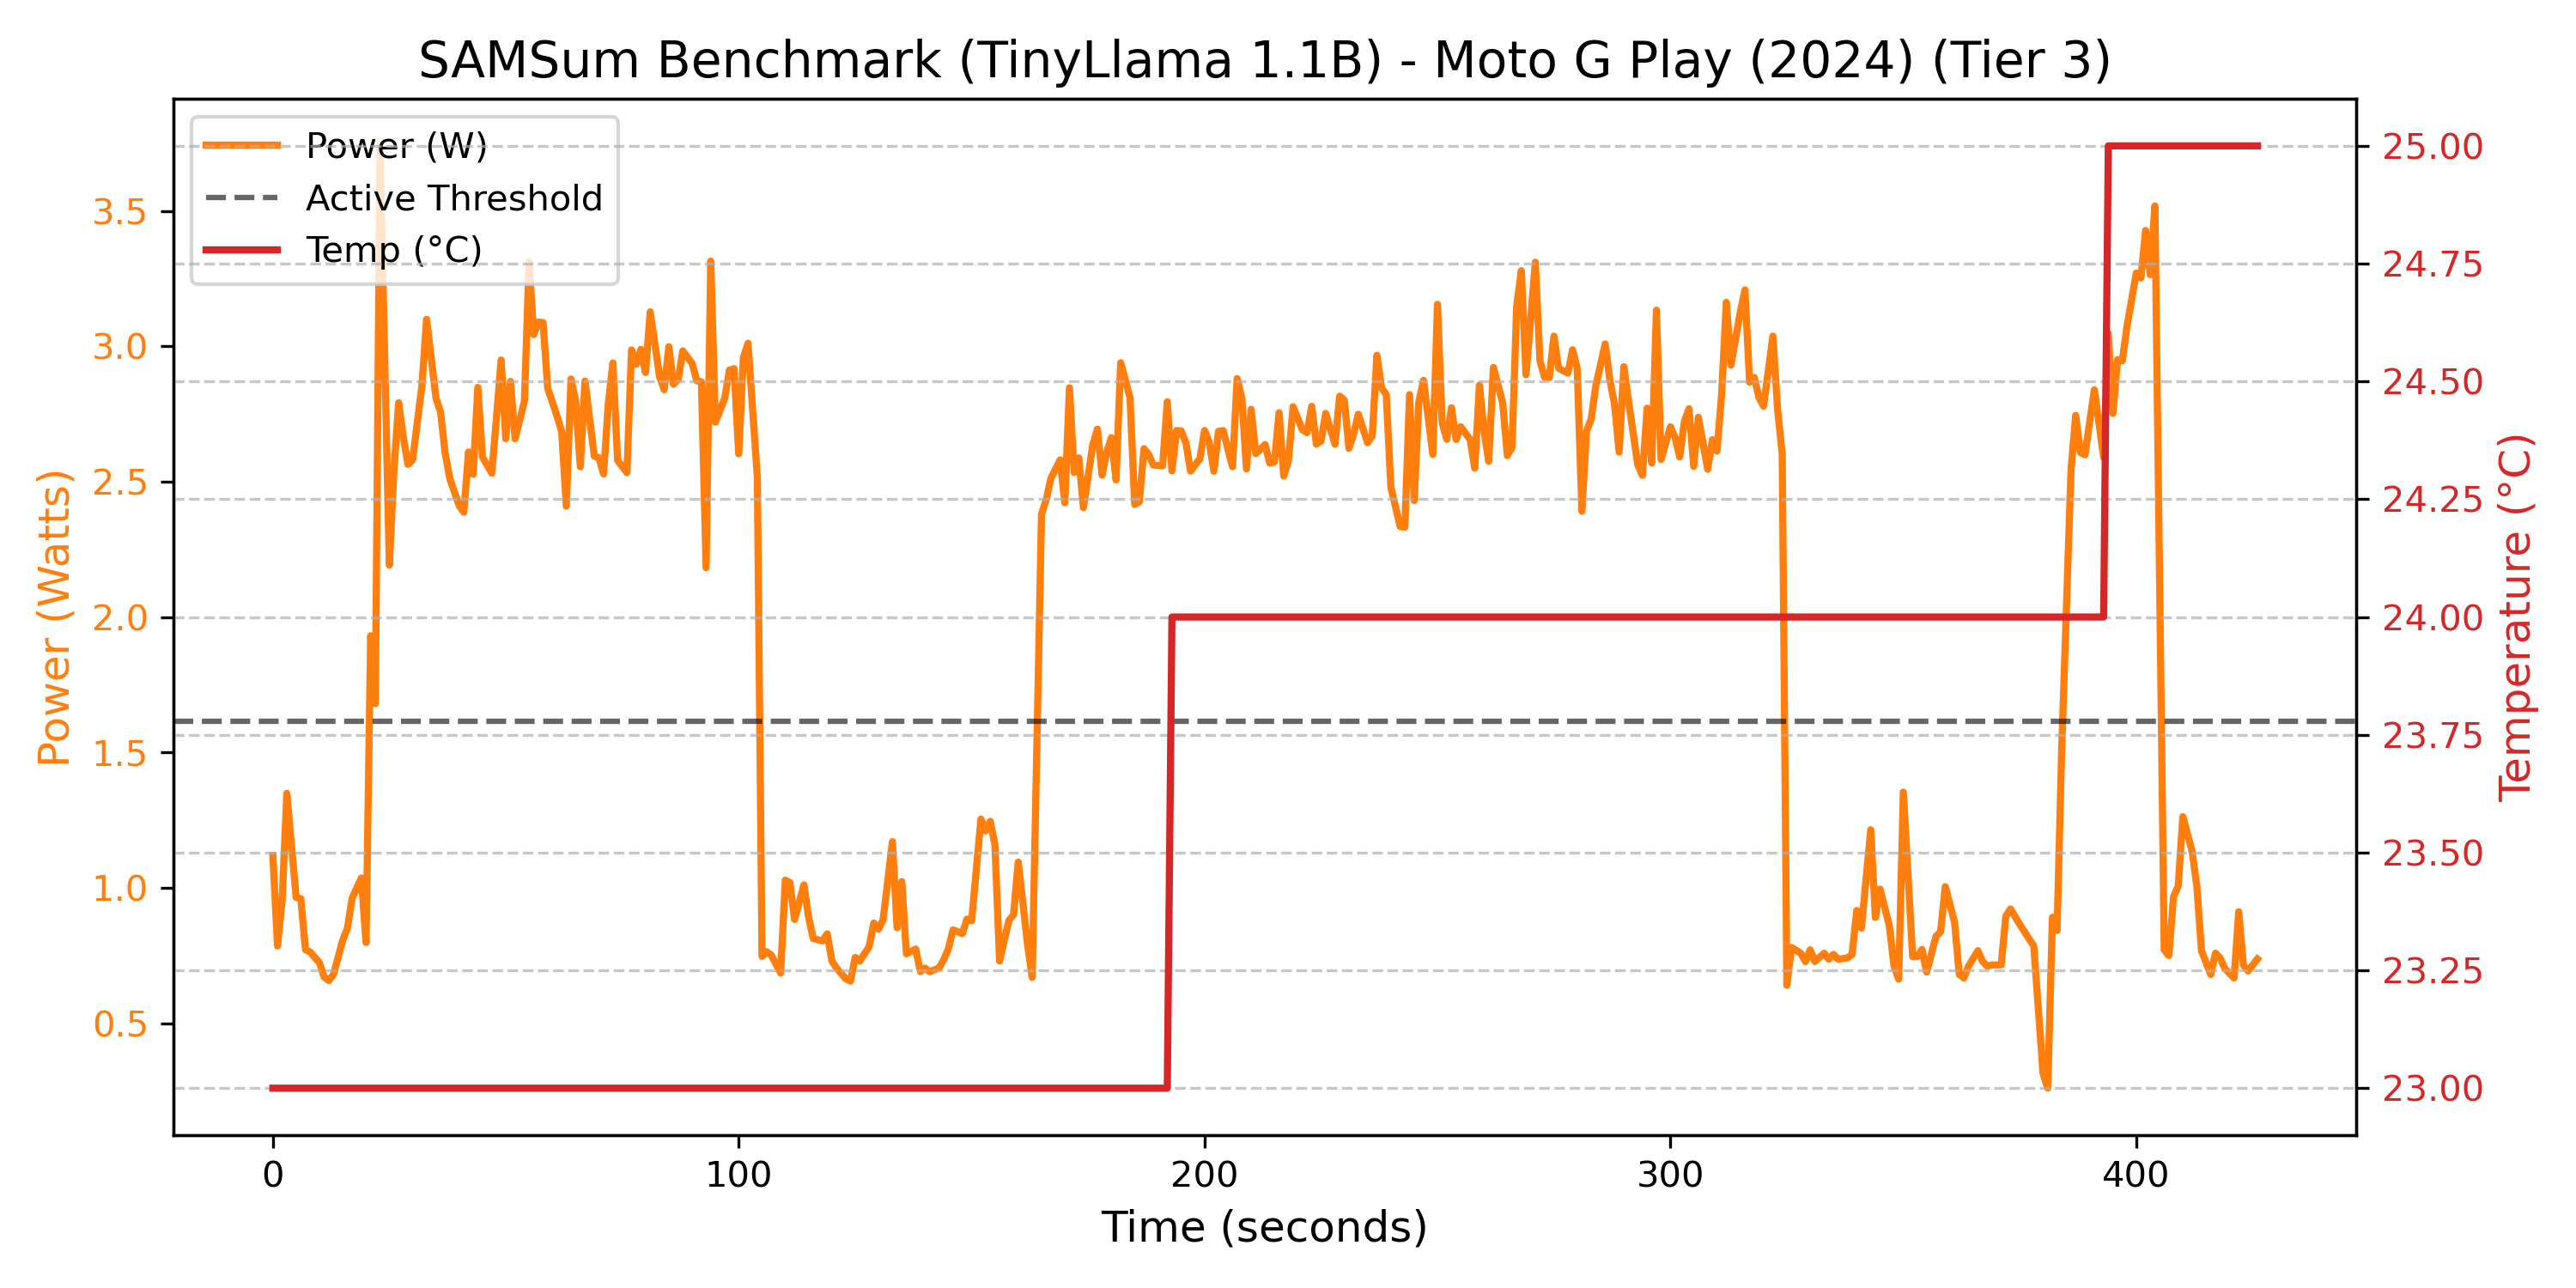 SAMSum Benchmark (TinyLlama 1.1B) - Moto G Play (2024) (Tier 3)
Power (W)
Active Threshold
Temp (°C)
Power (Watts)
3.5
3.0
2.5
2.0
1.5
1.0
0.5
25.00
24.75
24.50
24.25
24.00
23.75
23.50
23.25
23.00
Temperature (°C)
0 100 200 300 400
Time (seconds)